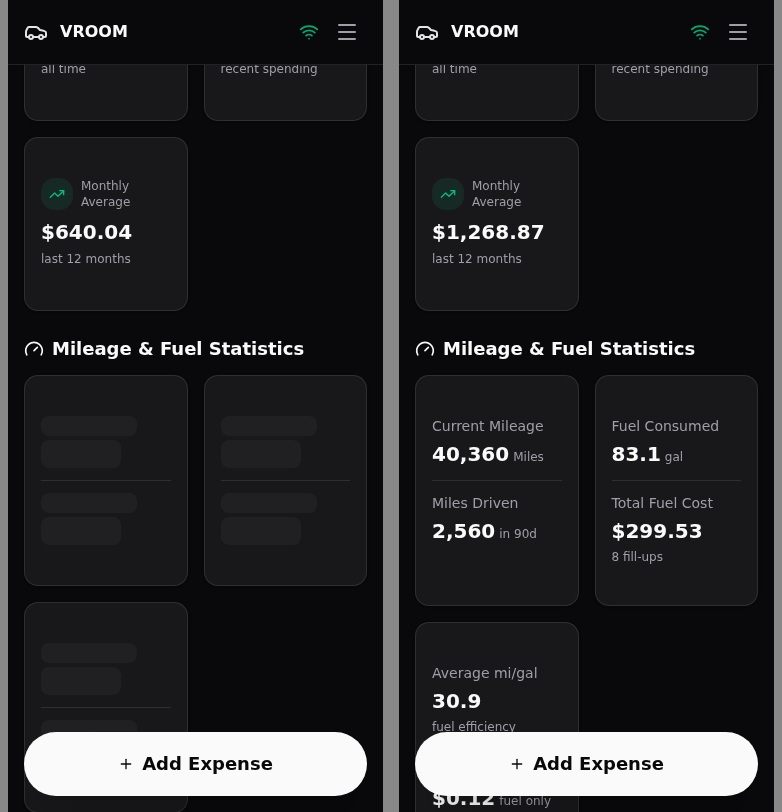 VROOM
all time
recent spending
Monthly
Average
$640.04
last 12 months
Mileage & Fuel Statistics
+ Add Expense
VROOM
all time
recent spending
Monthly
Average
$1,268.87
last 12 months
Mileage & Fuel Statistics
Current Mileage
40,360 Miles
Miles Driven
2,560 in 90d
Fuel Consumed
83.1 gal
Total Fuel Cost
$299.53
8 fill-ups
Average mi/gal
30.9
fuel efficiency
+ Add Expense
$0.12 fuel only